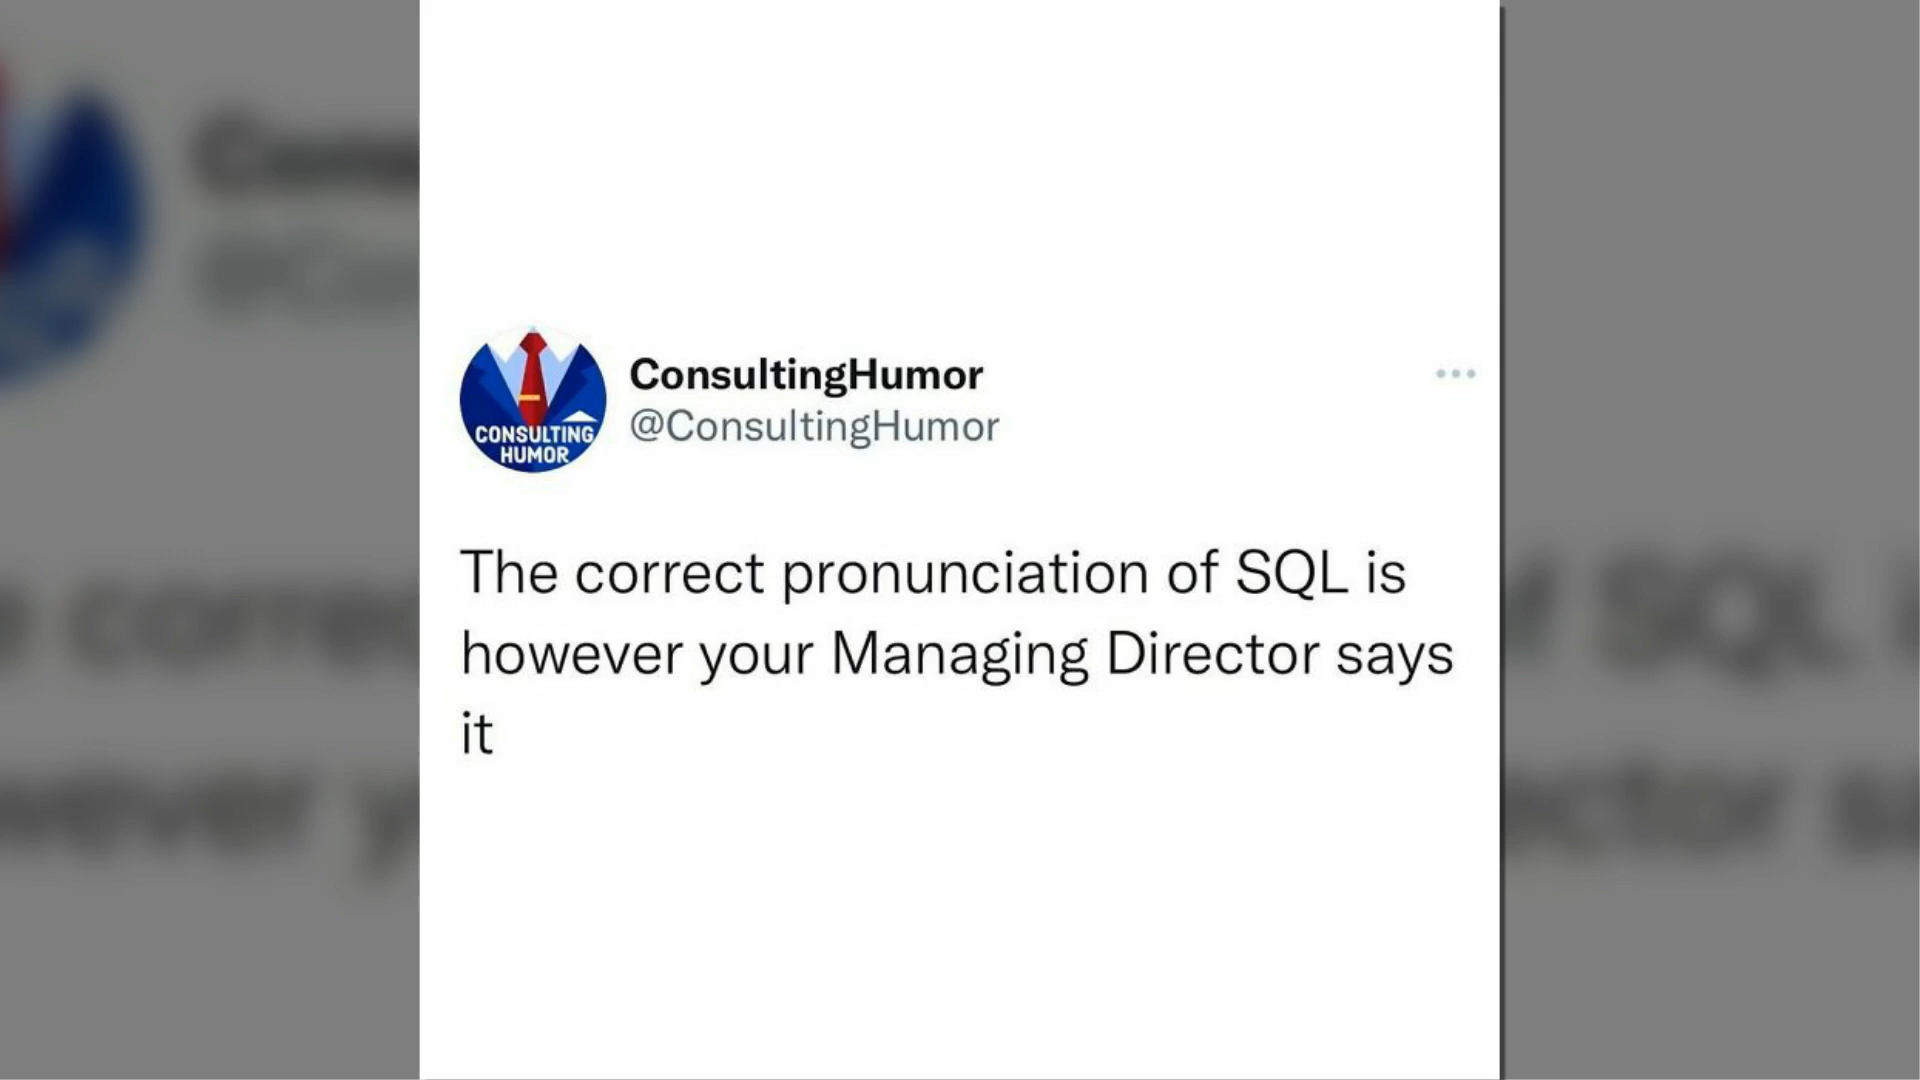 CONSULTING
HUMOR
ConsultingHumor
@ConsultingHumor
The correct pronunciation of SQL is
however your Managing Director says
it